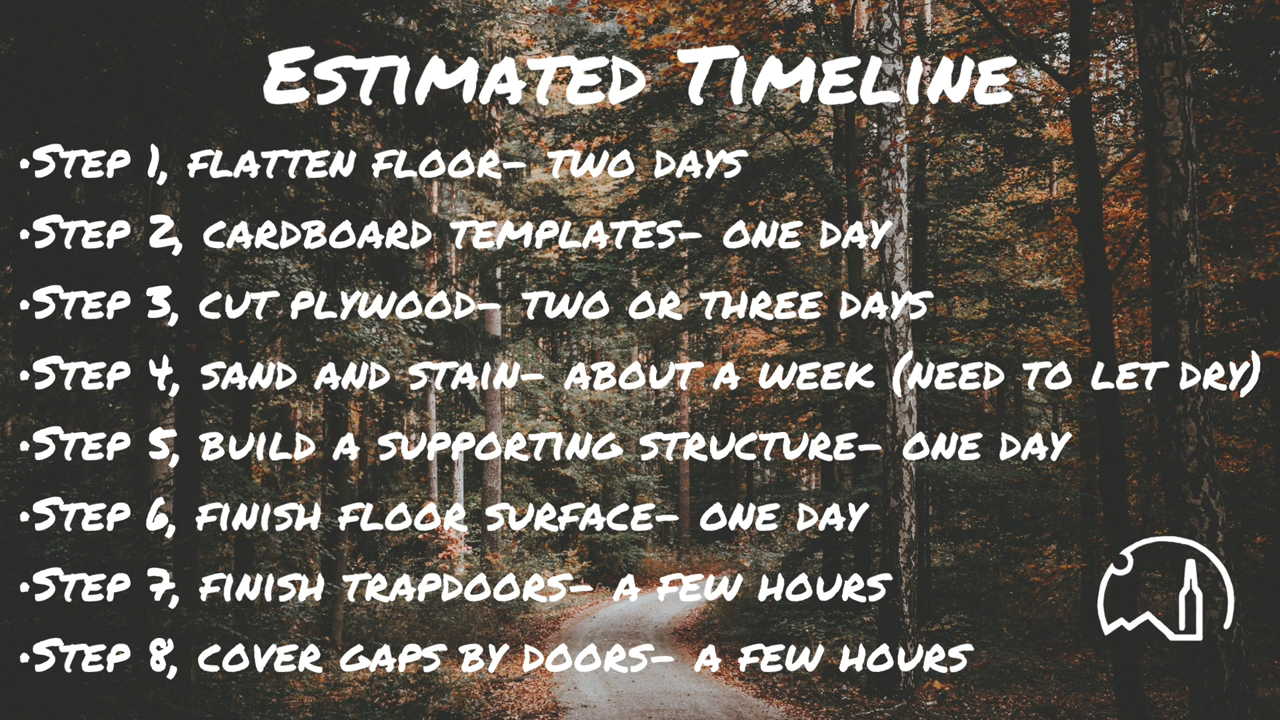 Estimated Timeline
•Step 1, flatten floor- two days
•Step 2, cardboard templates- one day
•Step 3, cut plywood- two or three days
•Step 4, sand and stain- about a week (need to let dry)
•Step 5, build a supporting structure- one day
•Step 6, finish floor surface- one day
•Step 7, finish trapdoors- a few hours
•Step 8, cover gaps by doors- a few hours